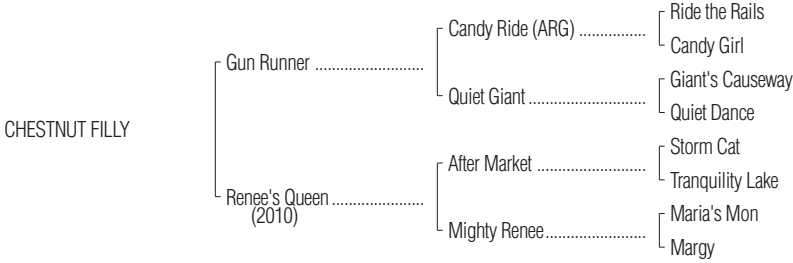 Ride the Rails
Candy Ride (ARG) ................
Candy Girl
Gun Runner ..........................
Giant's Causeway
Quiet Giant ............................
Quiet Dance
CHESTNUT FILLY
Storm Cat
After Market ..........................
Tranquility Lake
Renee's Queen ......................
(2010)
Maria's Mon
Mighty Renee........................
Margy